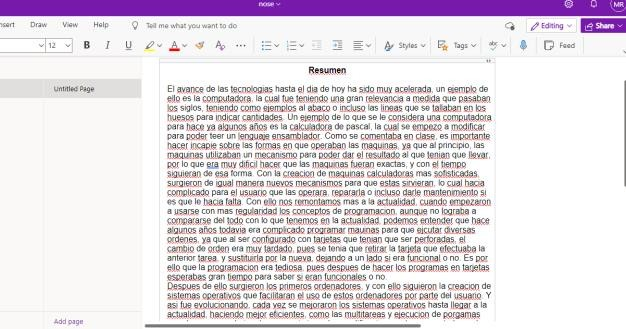 nose
MR
nsert Draw View Help Tell me what you want to do Editing Share
12 B I U A Styles Tags Feed
Untitled Page
Add page
Resumen
El avance de las tecnologias hasta el dia de hoy ha sido muy acelerada, un ejemplo de
ello es la computadora, la cual fue teniendo una gran relevancia a medida que pasaban
los siglos, teniendo como ejemplos al abaco o incluso las lineas que se tallaban en los
huesos para indicar cantidades. Un ejemplo de lo que se le considera una computadora
para hace ya algunos años es la calculadora de pascal, la cual se empezo a modificar
para poder teer un lenguaje ensamblador. Como se comentaba en clase, es importante
hacer incapie sobre las formas en que operaban las maquinas, ya que al principio, las
maquinas utilizaban un mecanismo para poder dar el resultado al que tenian que llevar,
por lo que era muy dificil hacer que las maquinas fueran exactas, y con el tiempo
siguieran de esa forma. Con la creacion de maquinas calculadoras mas sofisticadas,
surgieron de igual manera nuevos mecanismos para que estas sirvieran, lo cual hacia
complicado para el usuario que las operara, repararla o incluso darle mantenimiento si
es que le hacia falta. Con ello nos remontamos mas a la actualidad, cuando empezaron
a usarse con mas regularidad los conceptos de programacion, aunque no lograba a
compararse del todo con lo que tenemos en la actualidad, podemos entender que hace
algunos años todavia era complicado programar mauinas para que ejcutar diversas
ordenes, ya que al ser configurado con tarjetas que tenian que ser perforadas, el
cambio de orden era muy tardado, pues se tenia que retirar la tarjeta que efectuaba la
anterior tarea, y sustituirla por la nueva, dejando a un lado si era funcional o no. Es por
ello que la programacion era tediosa, pues despues de hacer los programas en tarjetas
esperabas gran tiempo para saber si eran funcionales o no.
Despues de ello surgieron los primeros ordenadores, y con ello siguieron la creacion de
sistemas operativos que facilitaran el uso de estos ordenadores por parte del usuario. Y
asi fue evolucionando, cada vez se mejoraron los sistemas operativos hasta llegar a la
actualidad, haciendo mejor eficientes, como las multitareas y ejecucion de porgamas